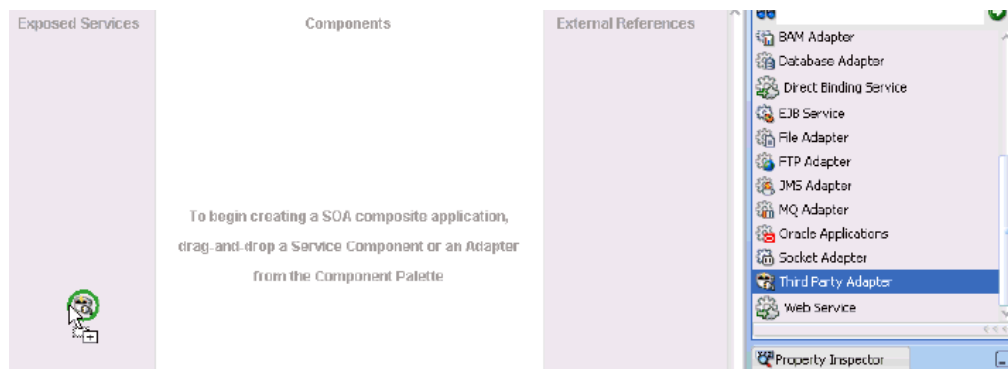 Exposed Services
Components
External References
To begin creating a SOA composite application,
drag-and-drop a Service Component or an Adapter
from the Component Palette
BAM Adapter
Database Adapter
Direct Binding Service
EJB Service
File Adapter
FTP Adapter
JMS Adapter
MQ Adapter
Oracle Applications
Socket Adapter
Third Party Adapter
Web Service
Property Inspector